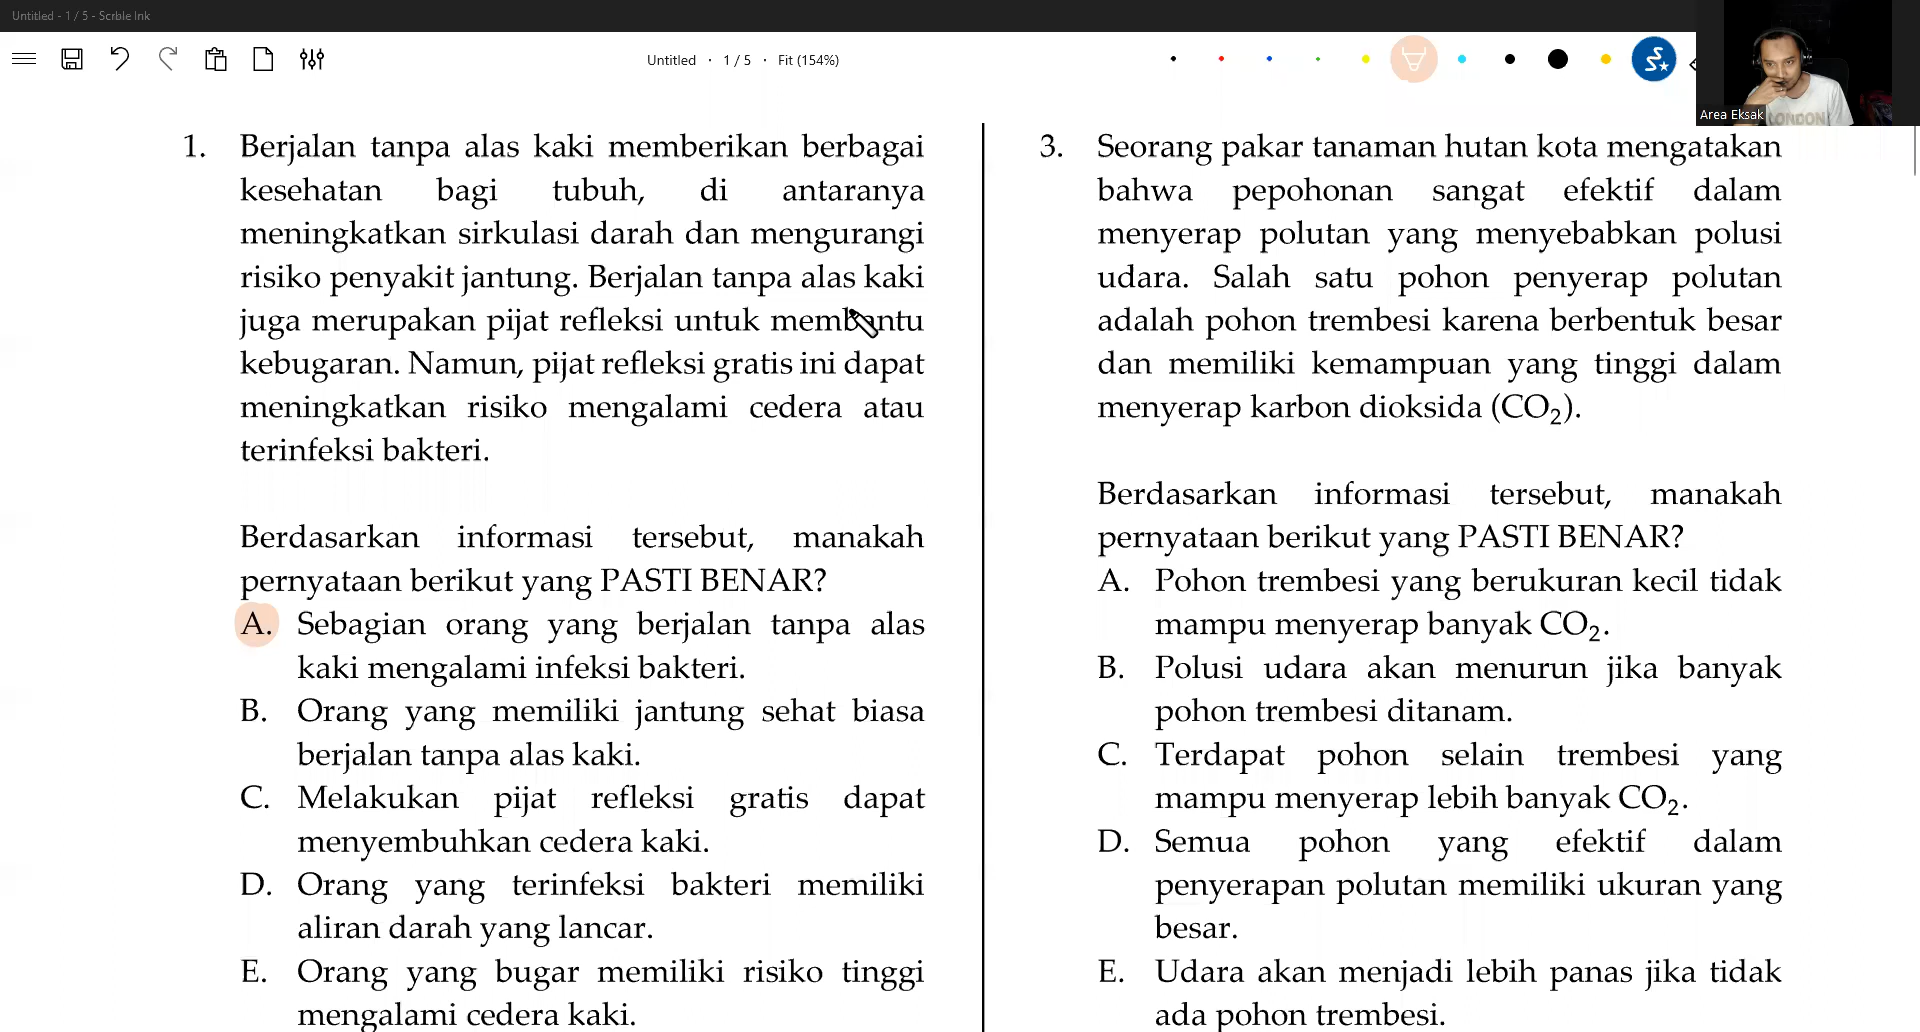 Untitled - 1 / 5 - Scrble Ink
Untitled • 1 / 5 • Fit (154%)
Area Eksak
LONDON
1. Berjalan tanpa alas kaki memberikan berbagai
kesehatan bagi tubuh, di antaranya
meningkatkan sirkulasi darah dan mengurangi
risiko penyakit jantung. Berjalan tanpa alas kaki
juga merupakan pijat refleksi untuk membantu
kebugaran. Namun, pijat refleksi gratis ini dapat
meningkatkan risiko mengalami cedera atau
terinfeksi bakteri.
Berdasarkan informasi tersebut, manakah
pernyataan berikut yang PASTI BENAR?
A. Sebagian orang yang berjalan tanpa alas
kaki mengalami infeksi bakteri.
B. Orang yang memiliki jantung sehat biasa
berjalan tanpa alas kaki.
C. Melakukan pijat refleksi gratis dapat
menyembuhkan cedera kaki.
D. Orang yang terinfeksi bakteri memiliki
aliran darah yang lancar.
E. Orang yang bugar memiliki risiko tinggi
mengalami cedera kaki.
3. Seorang pakar tanaman hutan kota mengatakan
bahwa pepohonan sangat efektif dalam
menyerap polutan yang menyebabkan polusi
udara. Salah satu pohon penyerap polutan
adalah pohon trembesi karena berbentuk besar
dan memiliki kemampuan yang tinggi dalam
menyerap karbon dioksida (CO₂).
Berdasarkan informasi tersebut, manakah
pernyataan berikut yang PASTI BENAR?
A. Pohon trembesi yang berukuran kecil tidak
mampu menyerap banyak CO₂.
B. Polusi udara akan menurun jika banyak
pohon trembesi ditanam.
C. Terdapat pohon selain trembesi yang
mampu menyerap lebih banyak CO₂.
D. Semua pohon yang efektif dalam
penyerapan polutan memiliki ukuran yang
besar.
E. Udara akan menjadi lebih panas jika tidak
ada pohon trembesi.